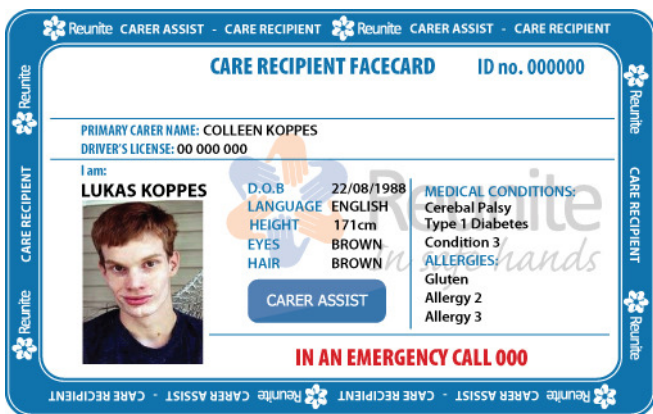 Reunite CARER ASSIST - CARE RECIPIENT Reunite CARER ASSIST - CARE RECIPIENT
CARE RECIPIENT FACECARD ID no. 000000
PRIMARY CARER NAME: COLLEEN KOPPES
DRIVER'S LICENSE: 00 000 000
I am:
LUKAS KOPPES
D.O.B 22/08/1988
LANGUAGE ENGLISH
HEIGHT 171cm
EYES BROWN
HAIR BROWN
CARER ASSIST
MEDICAL CONDITIONS:
Cerebal Palsy
Type 1 Diabetes
Condition 3
ALLERGIES:
Gluten
Allergy 2
Allergy 3
Reunite
in safe hands
IN AN EMERGENCY CALL 000
Reunite CARE RECIPIENT Reunite
Reunite CARE RECIPIENT Reunite
Reunite CARER ASSIST - CARE RECIPIENT Reunite CARER ASSIST - CARE RECIPIENT